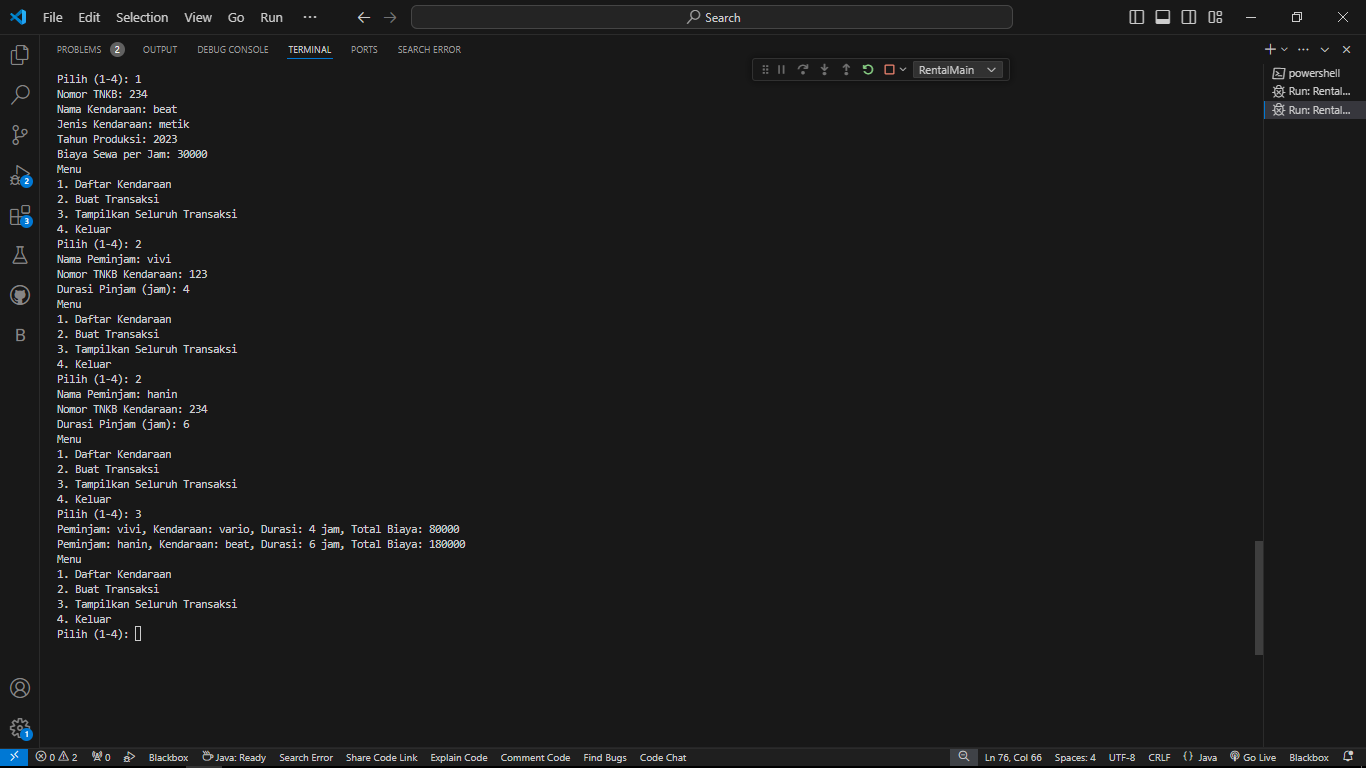 File Edit Selection View Go Run ··· Search
PROBLEMS 2 OUTPUT DEBUG CONSOLE TERMINAL PORTS SEARCH ERROR
RentalMain
powershell
Run: Rental...
Run: Rental...
Pilih (1-4): 1
Nomor TNKB: 234
Nama Kendaraan: beat
Jenis Kendaraan: metik
Tahun Produksi: 2023
Biaya Sewa per Jam: 30000
Menu
1. Daftar Kendaraan
2. Buat Transaksi
3. Tampilkan Seluruh Transaksi
4. Keluar
Pilih (1-4): 2
Nama Peminjam: vivi
Nomor TNKB Kendaraan: 123
Durasi Pinjam (jam): 4
Menu
1. Daftar Kendaraan
2. Buat Transaksi
3. Tampilkan Seluruh Transaksi
4. Keluar
Pilih (1-4): 2
Nama Peminjam: hanin
Nomor TNKB Kendaraan: 234
Durasi Pinjam (jam): 6
Menu
1. Daftar Kendaraan
2. Buat Transaksi
3. Tampilkan Seluruh Transaksi
4. Keluar
Pilih (1-4): 3
Peminjam: vivi, Kendaraan: vario, Durasi: 4 jam, Total Biaya: 80000
Peminjam: hanin, Kendaraan: beat, Durasi: 6 jam, Total Biaya: 180000
Menu
1. Daftar Kendaraan
2. Buat Transaksi
3. Tampilkan Seluruh Transaksi
4. Keluar
Pilih (1-4):
2
3
B
1
0 2 0 Blackbox Java: Ready Search Error Share Code Link Explain Code Comment Code Find Bugs Code Chat Ln 76, Col 66 Spaces: 4 UTF-8 CRLF {} Java Go Live Blackbox